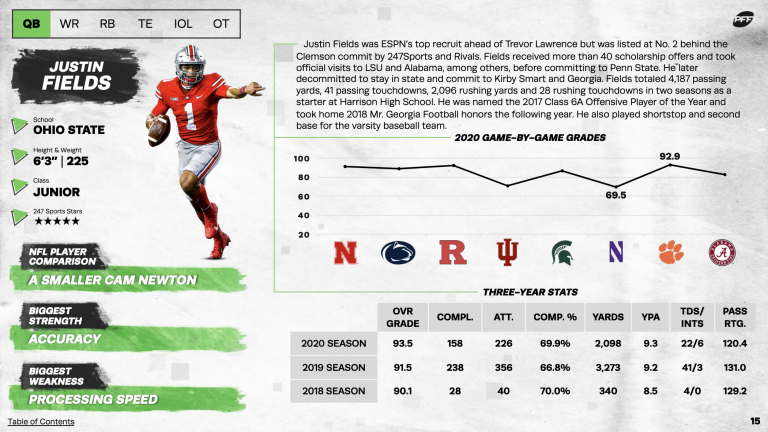 QB WR RB TE IOL OT
PFF
JUSTIN
FIELDS
School
OHIO STATE
Height & Weight
6'3" | 225
Class
JUNIOR
247 Sports Stars
★★★★★
NFL PLAYER
COMPARISON
A SMALLER CAM NEWTON
BIGGEST
STRENGTH
ACCURACY
BIGGEST
WEAKNESS
PROCESSING SPEED
Justin Fields was ESPN's top recruit ahead of Trevor Lawrence but was listed at No. 2 behind the
Clemson commit by 247Sports and Rivals. Fields received more than 40 scholarship offers and took
official visits to LSU and Alabama, among others, before committing to Penn State. He later
decommitted to stay in state and commit to Kirby Smart and Georgia. Fields totaled 4,187 passing
yards, 41 passing touchdowns, 2,096 rushing yards and 28 rushing touchdowns in two seasons as a
starter at Harrison High School. He was named the 2017 Class 6A Offensive Player of the Year and
took home 2018 Mr. Georgia Football honors the following year. He also played shortstop and second
base for the varsity baseball team.
2020 GAME-BY-GAME GRADES
100
80
60
40
20
92.9
69.5
N R IU N A
THREE-YEAR STATS
OVR GRADE COMPL. ATT. COMP. % YARDS YPA TDS/ INTS PASS RTG.
2020 SEASON 93.5 158 226 69.9% 2,098 9.3 22/6 120.4
2019 SEASON 91.5 238 356 66.8% 3,273 9.2 41/3 131.0
2018 SEASON 90.1 28 40 70.0% 340 8.5 4/0 129.2
Table of Contents
15